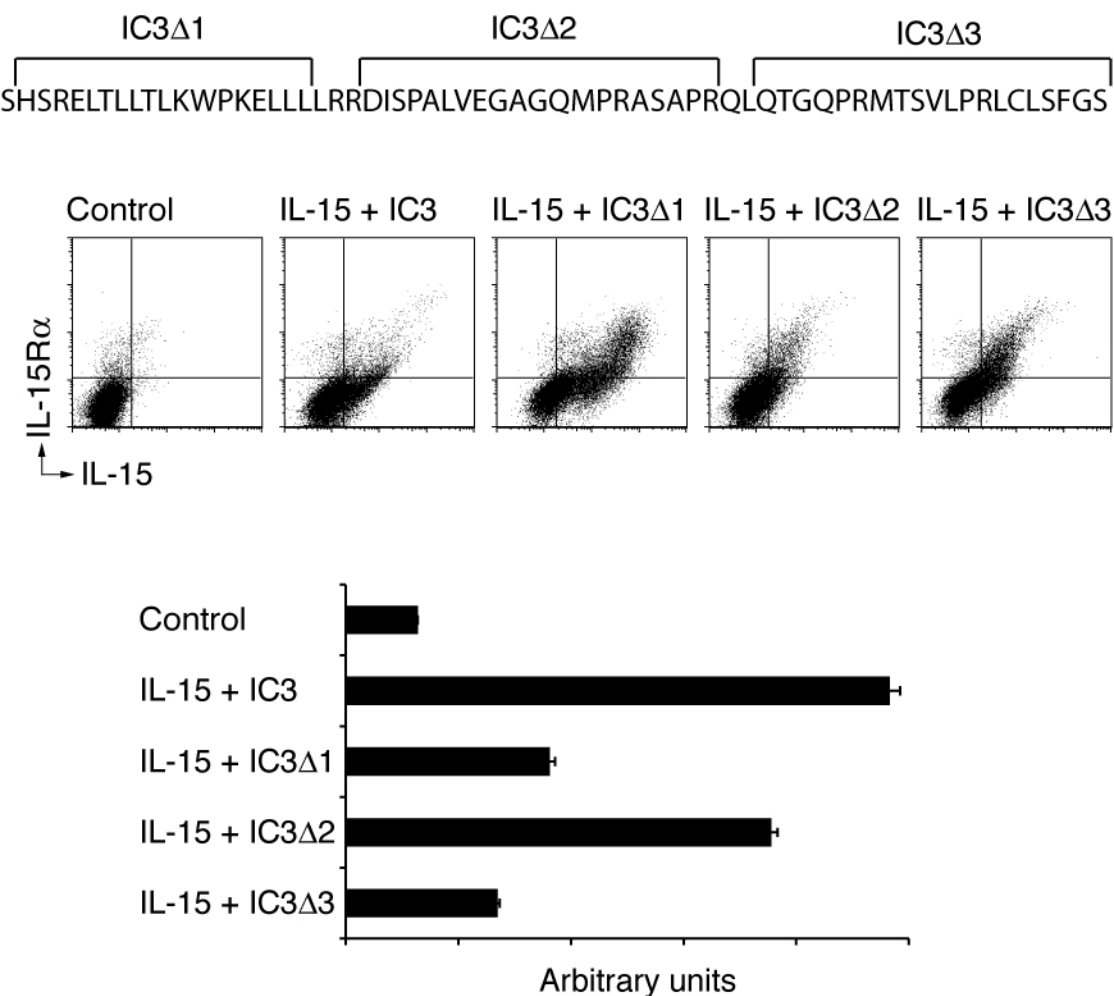 IC3Δ1 IC3Δ2 IC3Δ3
SHSRELTLLTLKWPKELLLLRRDISPALVEGAGQMPRASAPRQLQTGQPRMTSVLPRLCLSFGS
Control IL-15 + IC3 IL-15 + IC3Δ1 IL-15 + IC3Δ2 IL-15 + IC3Δ3
IL-15Rα
IL-15
Control
IL-15 + IC3
IL-15 + IC3Δ1
IL-15 + IC3Δ2
IL-15 + IC3Δ3
Arbitrary units